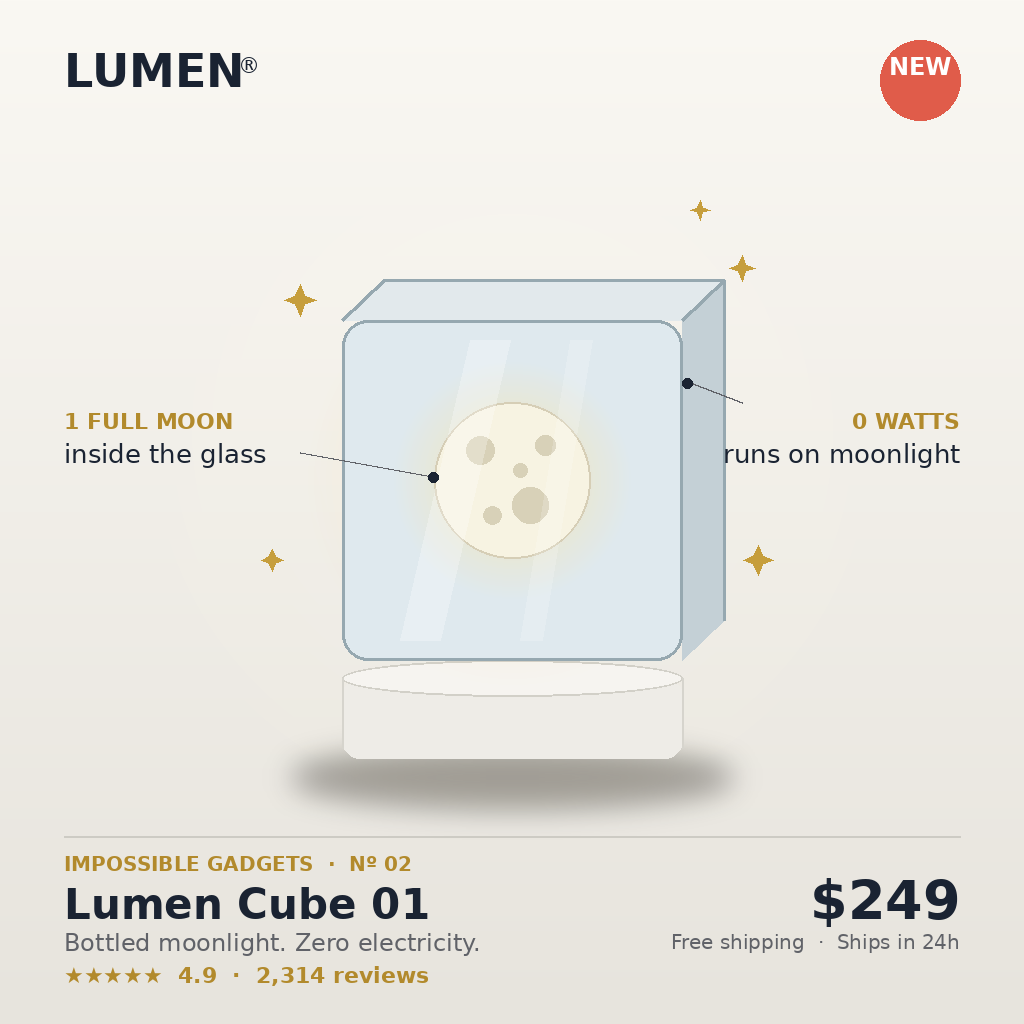 LUMEN®
NEW
1 FULL MOON
inside the glass
0 WATTS
runs on moonlight
IMPOSSIBLE GADGETS · Nº 02
Lumen Cube 01
Bottled moonlight. Zero electricity.
★★★★★ 4.9 · 2,314 reviews
$249
Free shipping · Ships in 24h